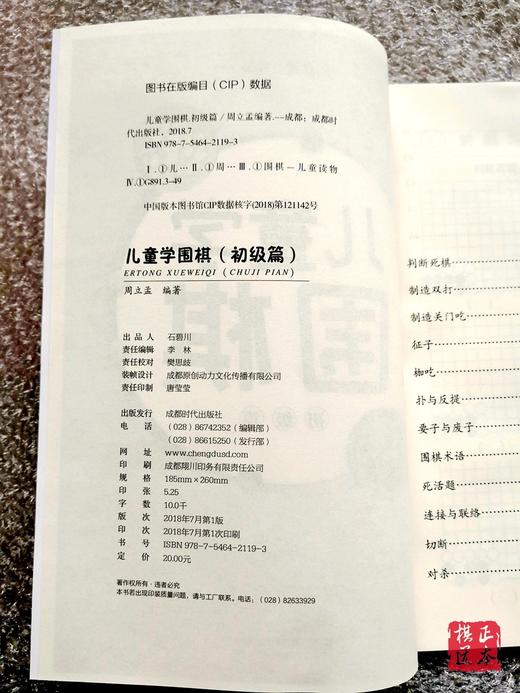 图书在版编目（CIP）数据
儿童学围棋.初级篇 / 周立孟编著.--成都：成都时
代出版社，2018.7
ISBN 978-7-5464-2119-3
Ⅰ.①儿… Ⅱ.①周… Ⅲ.①围棋－儿童读物
Ⅳ.①G891.3-49
中国版本图书馆CIP数据核字(2018)第121142号
儿童学围棋（初级篇）
ERTONG XUEWEIQI (CHUJI PIAN)
周立孟 编著
出品人 石碧川
责任编辑 李林
责任校对 樊思歧
装帧设计 成都原创动力文化传播有限公司
责任印制 唐莹莹
出版发行 成都时代出版社
电话 （028）86742352（编辑部）
（028）86615250（发行部）
网址 www.chengdusd.com
印刷 成都翔川印务有限责任公司
规格 185mm×260mm
印张 5.25
字数 10.0千
版次 2018年7月第1版
印次 2018年7月第1次印刷
书号 ISBN 978-7-5464-2119-3
定价 20.00元
著作权所有·违者必究
本书若出现印装质量问题，请与工厂联系。电话：（028）82633929
判断死棋
制造双打
制造关门吃
征子
枷吃
扑与反提
要子与废子
围棋术语
死活题
连接与联络
切断
对杀
正本
棋道